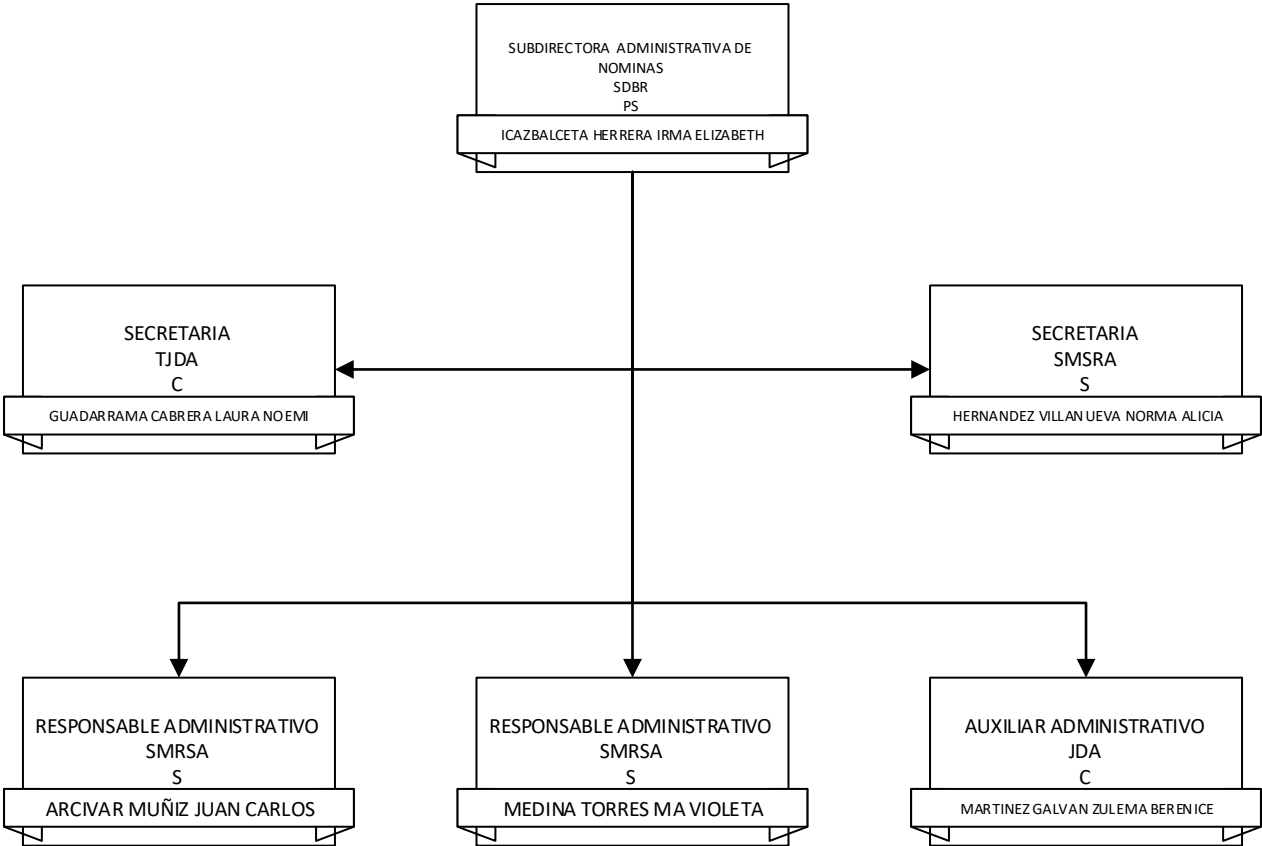 SUBDIRECTORA ADMINISTRATIVA DE
NOMINAS
SDBR
PS
ICAZBALCETA HERRERA IRMA ELIZABETH
SECRETARIA
TJDA
C
GUADARRAMA CABRERA LAURA NOEMI
SECRETARIA
SMSRA
S
HERNANDEZ VILLANUEVA NORMA ALICIA
RESPONSABLE ADMINISTRATIVO
SMRSA
S
ARCIVAR MUÑIZ JUAN CARLOS
RESPONSABLE ADMINISTRATIVO
SMRSA
S
MEDINA TORRES MA VIOLETA
AUXILIAR ADMINISTRATIVO
JDA
C
MARTINEZ GALVAN ZULEMA BERENICE